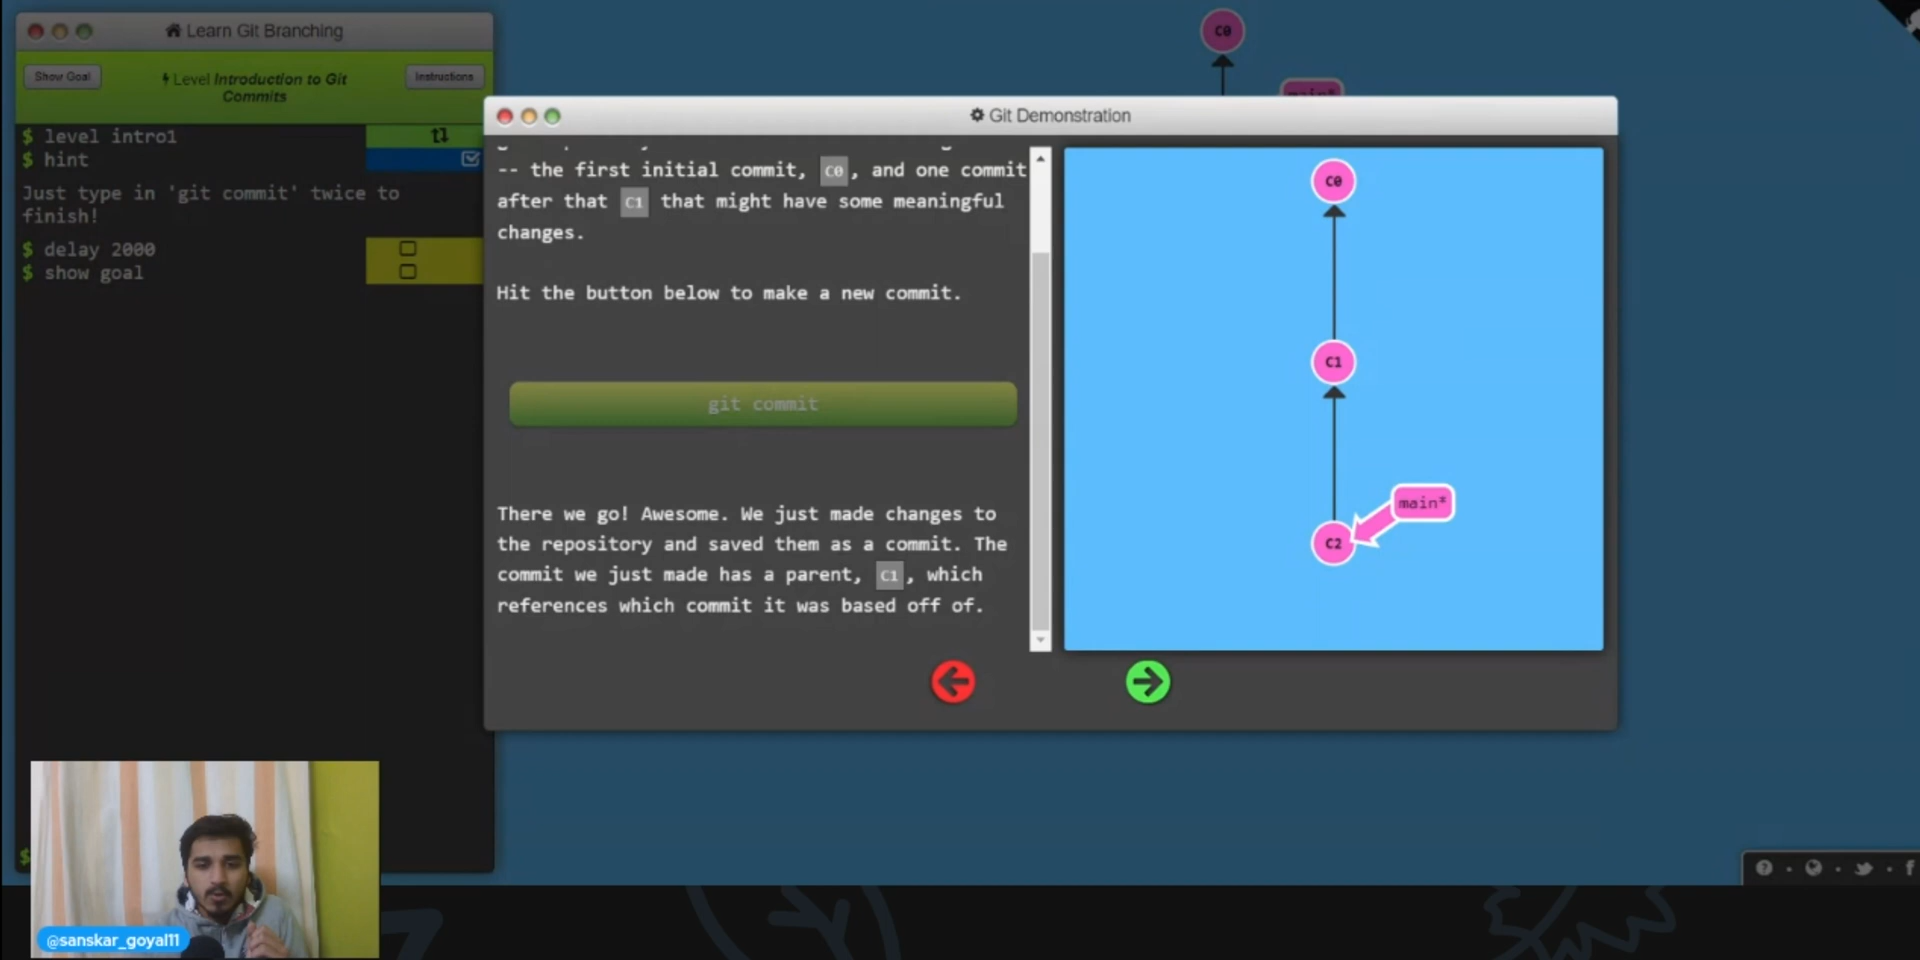 Learn Git Branching
Show Goal
Level Introduction to Git
Commits
Instructions
$ level intro1
$ hint
Just type in 'git commit' twice to
finish!
$ delay 2000
$ show goal
$
C0
main*
Git Demonstration
-- the first initial commit, C0, and one commit
after that C1 that might have some meaningful
changes.
Hit the button below to make a new commit.
git commit
There we go! Awesome. We just made changes to
the repository and saved them as a commit. The
commit we just made has a parent, C1, which
references which commit it was based off of.
C0
C1
main*
C2
@sanskar_goyal11